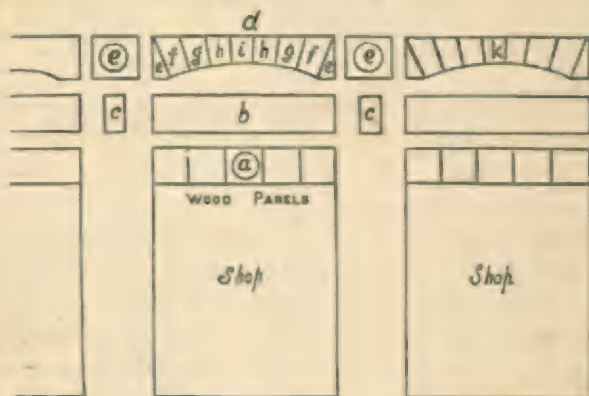 d
e e f g h i h g f e e k
c b c
a
WOOD PANELS
Shop Shop